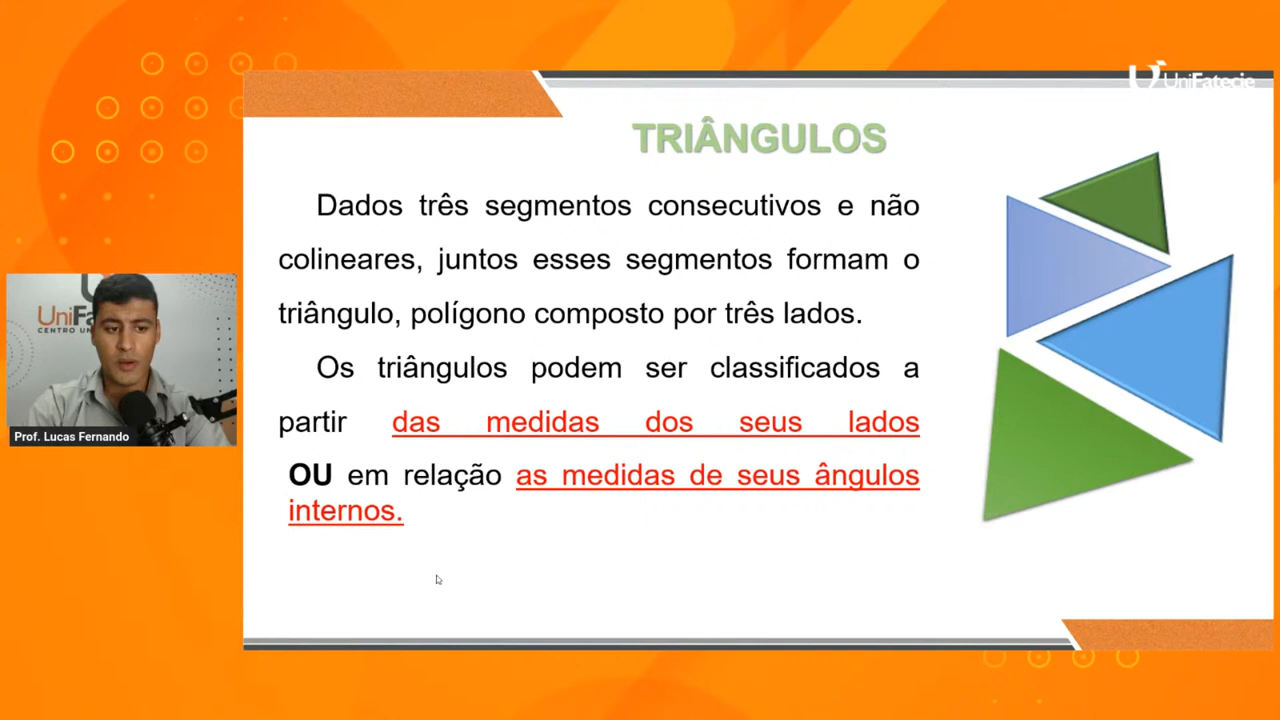 UniFatecie
TRIÂNGULOS
Dados três segmentos consecutivos e não
colineares, juntos esses segmentos formam o
triângulo, polígono composto por três lados.
Os triângulos podem ser classificados a
partir das medidas dos seus lados
OU em relação as medidas de seus ângulos
internos.
Prof. Lucas Fernando